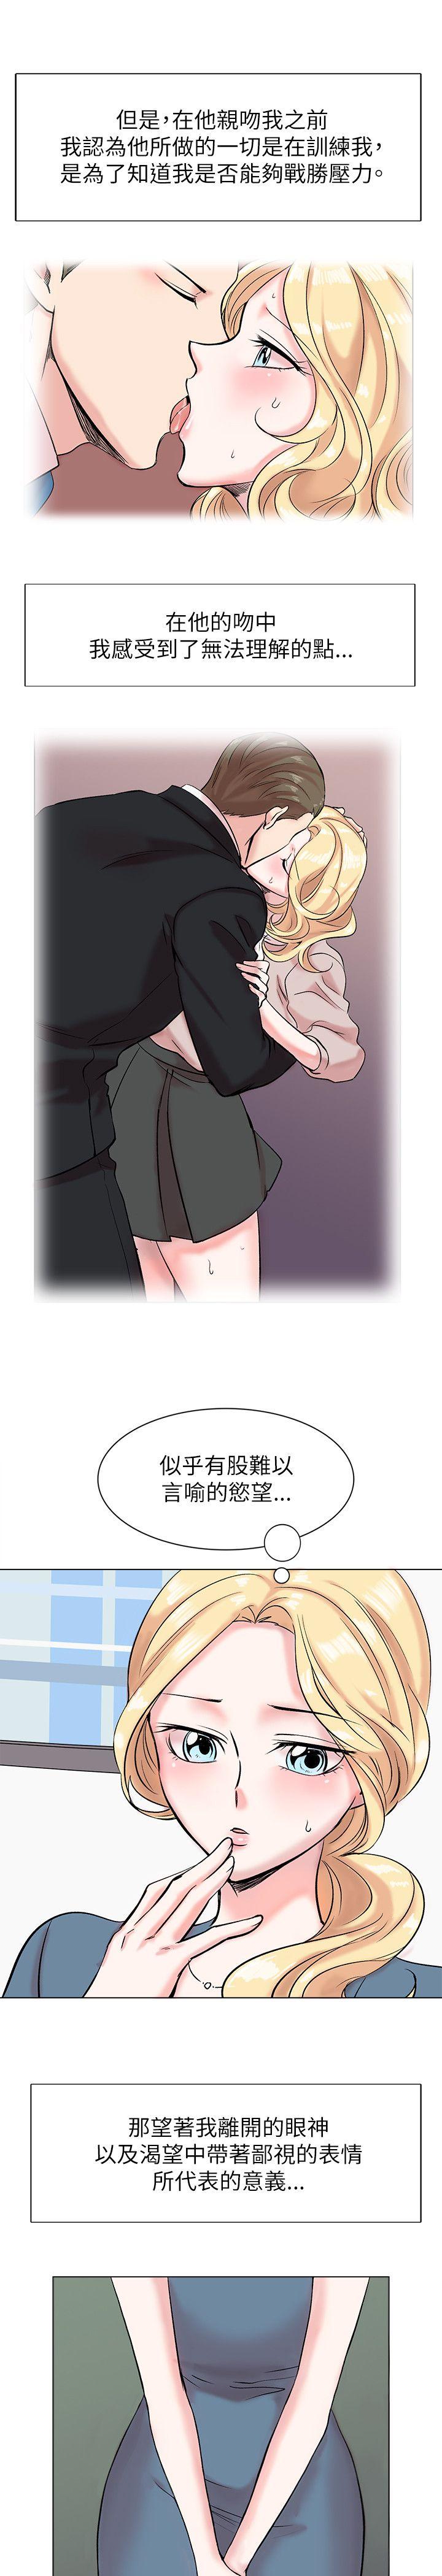 但是，在他親吻我之前
我認為他所做的一切是在訓練我，
是為了知道我是否能夠戰勝壓力。
在他的吻中
我感受到了無法理解的點...
似乎有股難以
言喻的慾望...
那望著我離開的眼神
以及渴望中帶著鄙視的表情
所代表的意義...